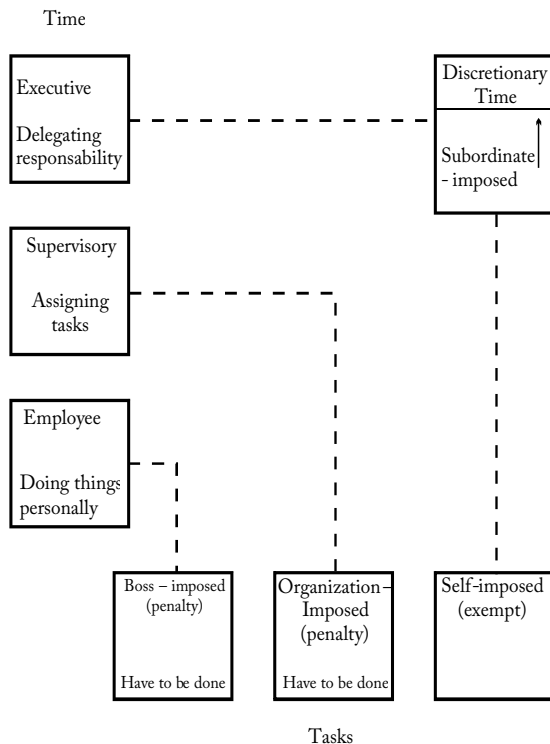 Time
Executive
Delegating
responsability
Discretionary
Time
Subordinate
- imposed
Supervisory
Assigning
tasks
Employee
Doing things
personally
Boss – imposed
(penalty)
Have to be done
Organization–
Imposed
(penalty)
Have to be done
Self-imposed
(exempt)
Tasks